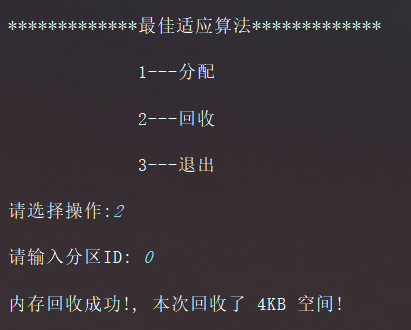 *************最佳适应算法*************
1---分配
2---回收
3---退出
请选择操作:2
请输入分区ID: 0
内存回收成功!, 本次回收了 4KB 空间!